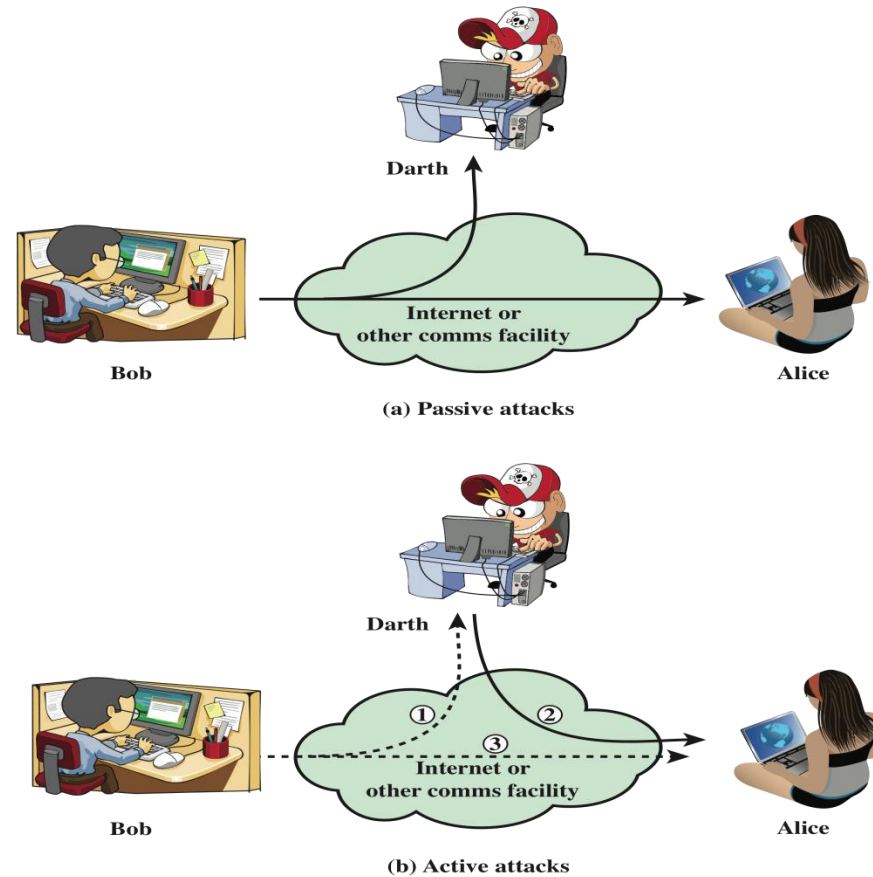 Darth
Internet or
other comms facility
Bob
Alice
(a) Passive attacks
Darth
1
2
3
Internet or
other comms facility
Bob
Alice
(b) Active attacks